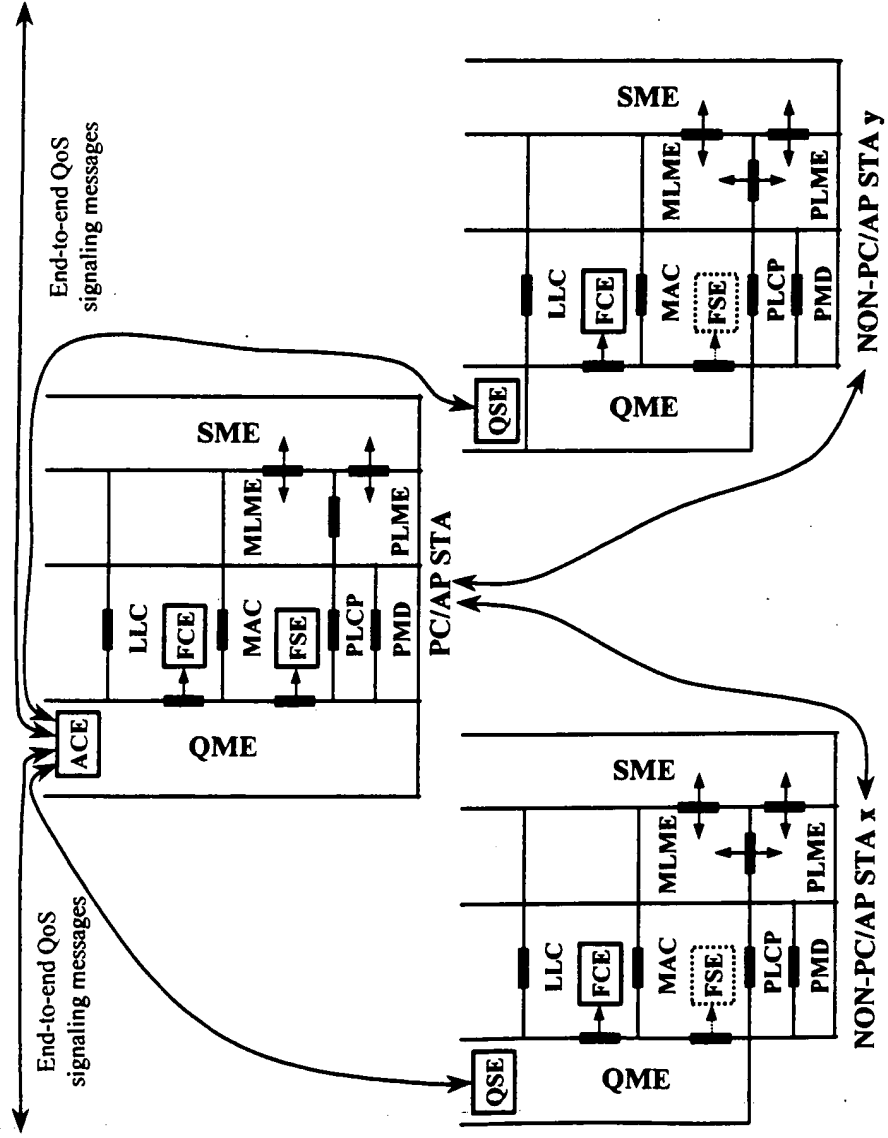 End-to-end QoS
signaling messages
End-to-end QoS
signaling messages
ACE
QME
LLC
FCE
MAC
FSE
PLCP
PMD
MLME
PLME
SME
PC/AP STA
QSE
QME
LLC
FCE
MAC
FSE
PLCP
PMD
MLME
PLME
SME
NON-PC/AP STA x
QSE
QME
LLC
FCE
MAC
FSE
PLCP
PMD
MLME
PLME
SME
NON-PC/AP STA y